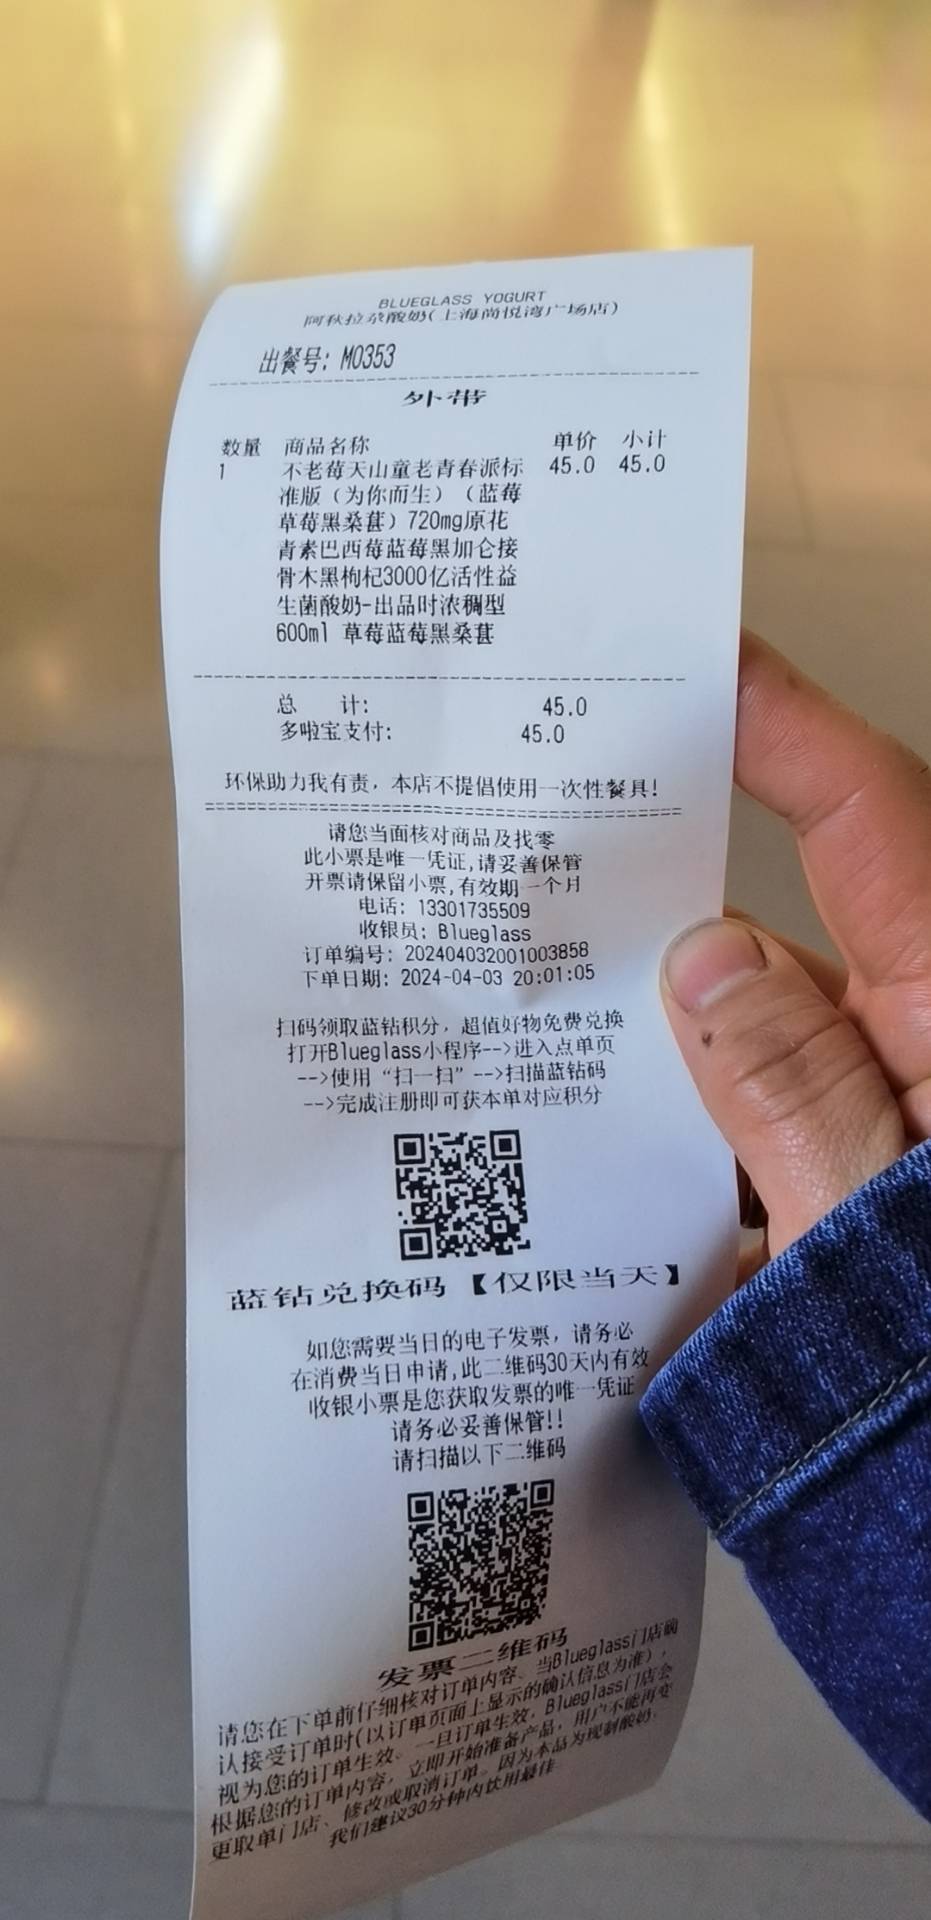 BLUEGLASS YOGURT
阿秋拉尕酸奶(上海尚悦湾广场店)
出餐号: M0353
外带
数量 商品名称 单价 小计
1 不老莓天山童老青春派标 45.0 45.0
准版（为你而生）（蓝莓
草莓黑桑葚）720mg原花
青素巴西莓蓝莓黑加仑接
骨木黑枸杞3000亿活性益
生菌酸奶-出品时浓稠型
600ml 草莓蓝莓黑桑葚
总 计: 45.0
多啦宝支付: 45.0
环保助力我有责，本店不提倡使用一次性餐具!
请您当面核对商品及找零
此小票是唯一凭证,请妥善保管
开票请保留小票,有效期一个月
电话: 13301735509
收银员: Blueglass
订单编号: 202404032001003858
下单日期: 2024-04-03 20:01:05
扫码领取蓝钻积分，超值好物免费兑换
打开Blueglass小程序-->进入点单页
-->使用“扫一扫”-->扫描蓝钻码
-->完成注册即可获本单对应积分
蓝钻兑换码【仅限当天】
如您需要当日的电子发票，请务必
在消费当日申请,此二维码30天内有效
收银小票是您获取发票的唯一凭证
请务必妥善保管!!
请扫描以下二维码
发票二维码
请您在下单前仔细核对订单内容。当Blueglass门店确
认接受订单时(以订单页面上显示的确认信息为准)，
视为您的订单生效。一旦订单生效，Blueglass门店会
根据您的订单内容，立即开始准备产品，用户不能再变
更取单门店、修改或取消订单。因为本品为现制酸奶，
我们建议30分钟内饮用最佳